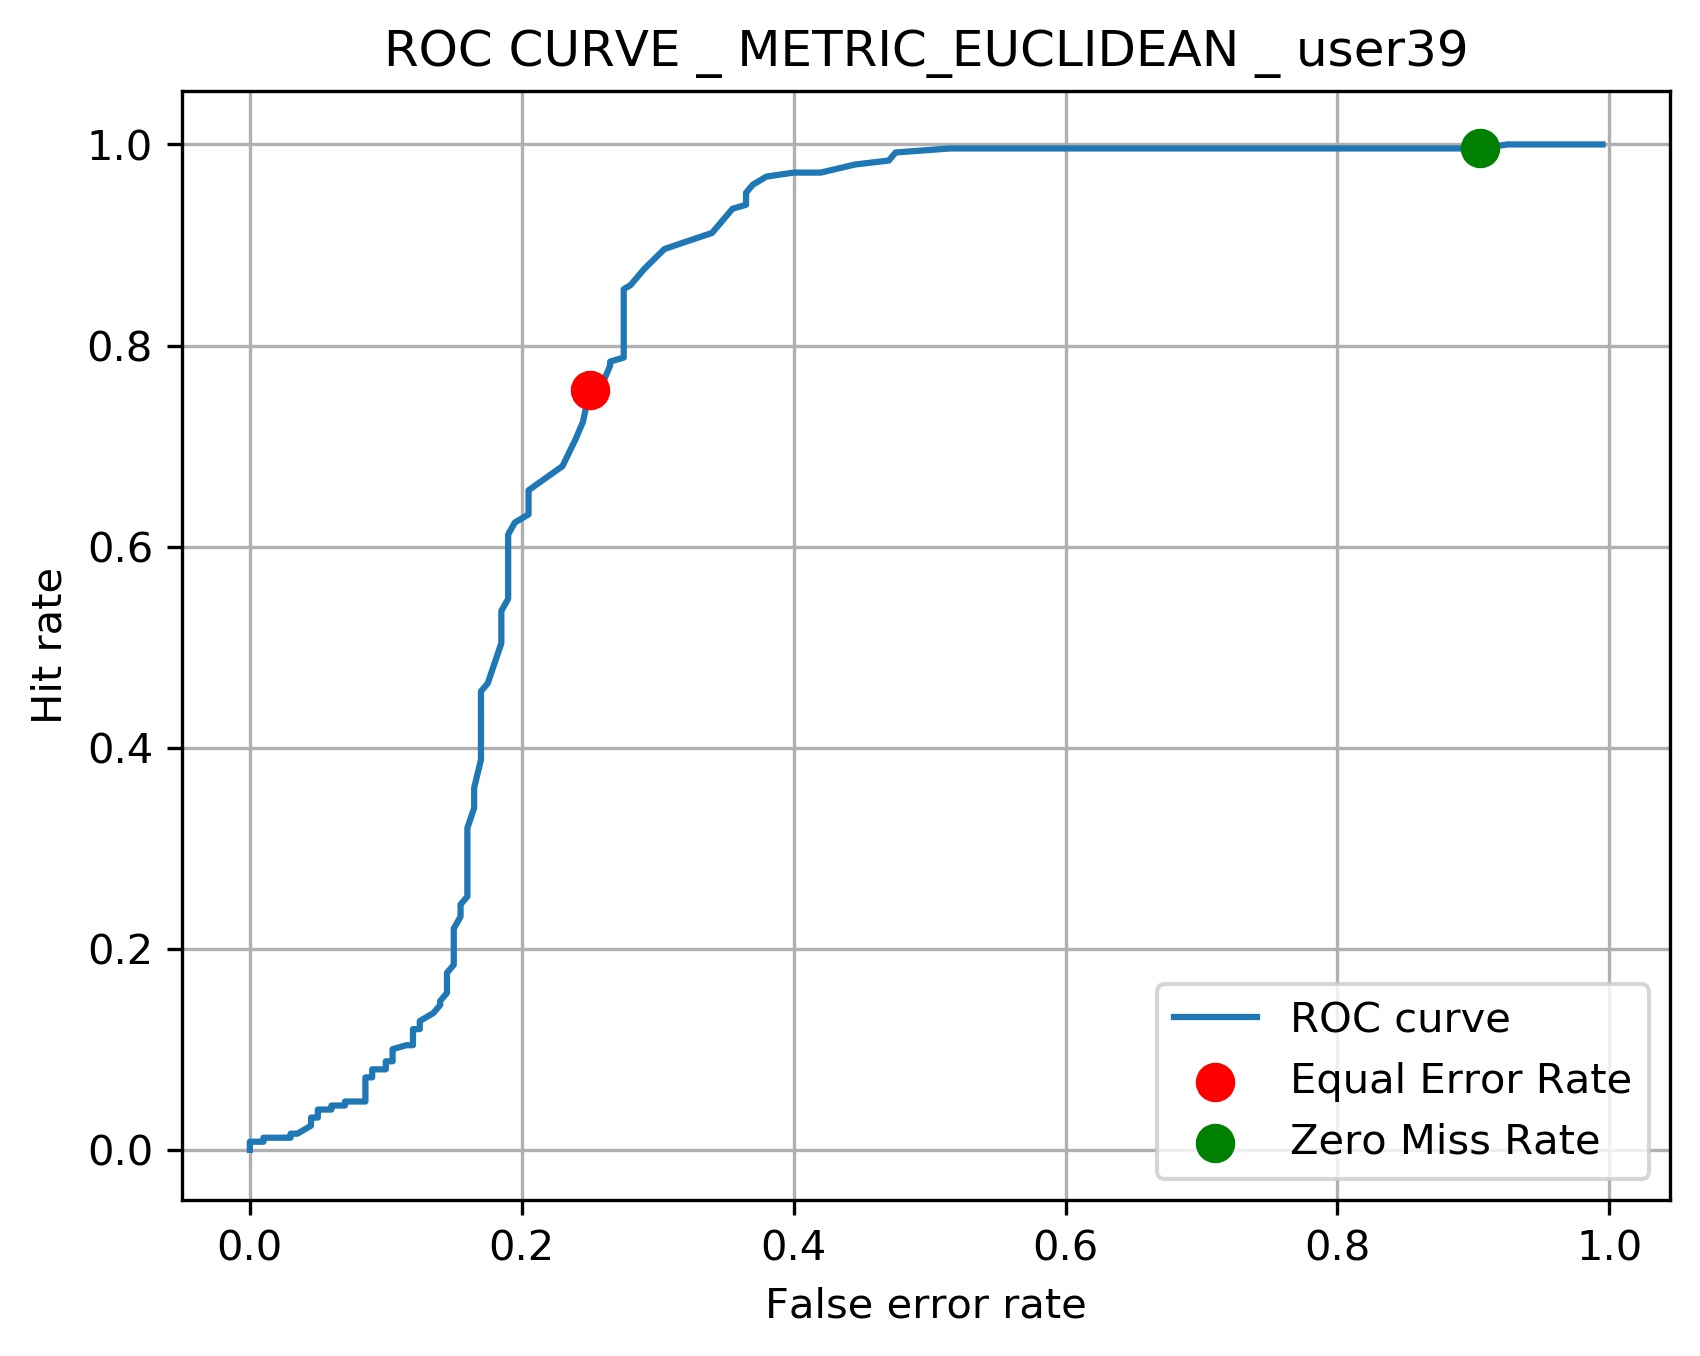 ROC CURVE _ METRIC_EUCLIDEAN _ user39
1.0
0.8
0.6
0.4
0.2
0.0
Hit rate
0.0 0.2 0.4 0.6 0.8 1.0
False error rate
ROC curve
Equal Error Rate
Zero Miss Rate